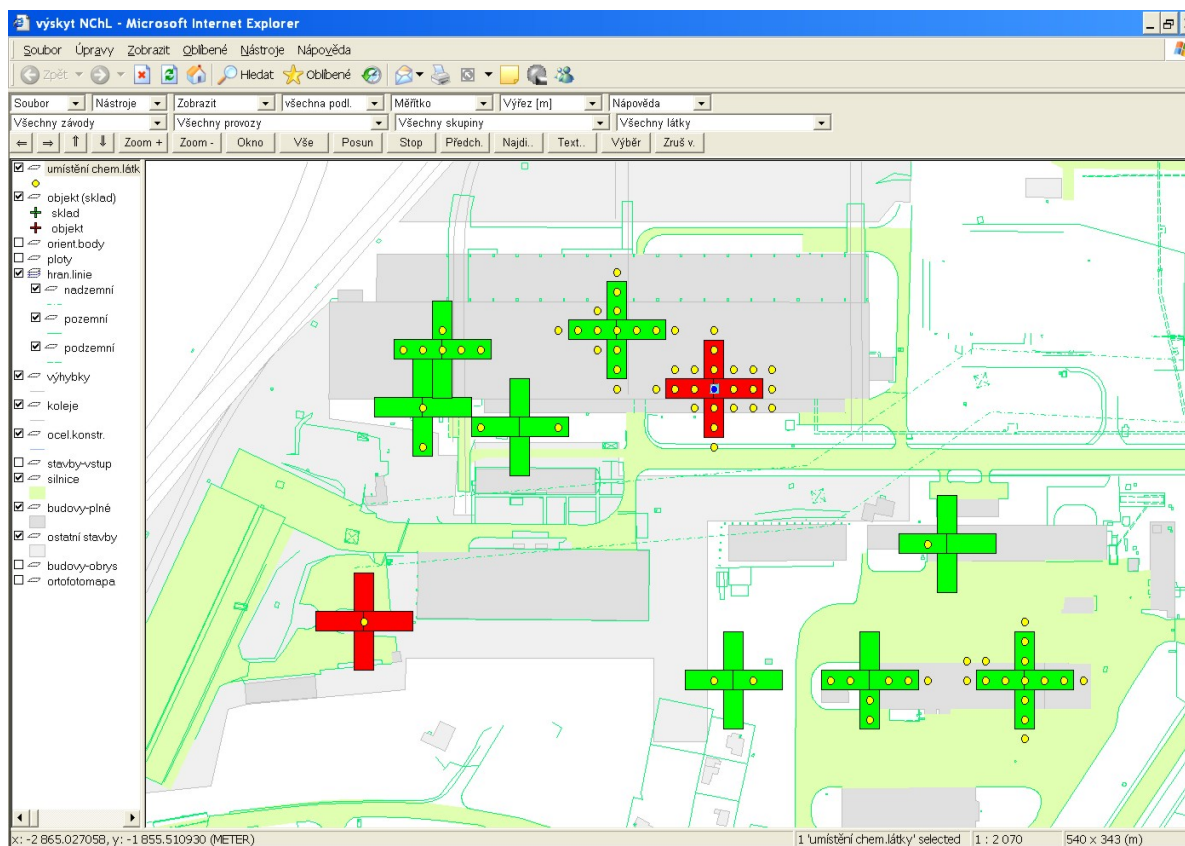 výskyt NChL - Microsoft Internet Explorer
Soubor Úpravy Zobrazit Oblíbené Nástroje Nápověda
Zpět Hledat Oblíbené
Soubor Nástroje Zobrazit všechna podl. Měřítko Výřez [m] Nápověda
Všechny závody Všechny provozy Všechny skupiny Všechny látky
⇐ ⇒ ⇑ ⇓ Zoom + Zoom - Okno Vše Posun Stop Předch. Najdi.. Text.. Výběr Zruš v.
umístění chem.látk
objekt (sklad)
sklad
objekt
orient.body
ploty
hran.linie
nadzemní
pozemní
podzemní
výhybky
koleje
ocel.konstr.
stavby-vstup
silnice
budovy-plné
ostatní stavby
budovy-obrys
ortofotomapa
x: -2 865.027058, y: -1 855.510930 (METER) 1 'umístění chem.látky' selected 1 : 2 070 540 x 343 (m)